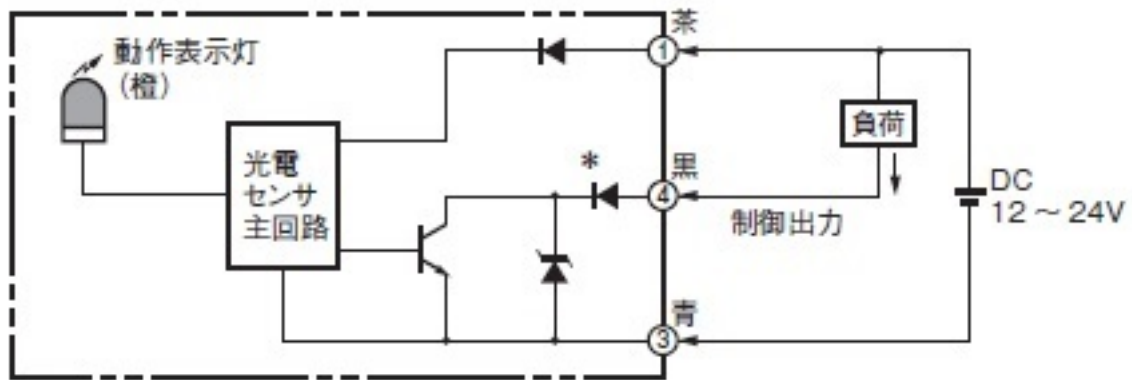 茶
動作表示灯
(橙)
①
負荷
光電
センサ
主回路
*
黒
④
制御出力
DC
12 ~ 24V
青
③